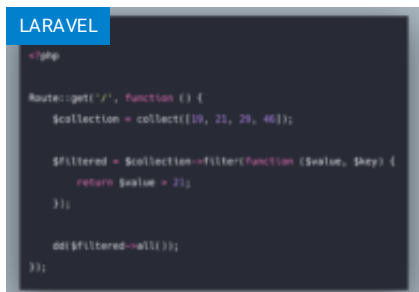 LARAVEL
<?php
Route::get('/', function () {
$collection = collect([19, 21, 29, 46]);
$filtered = $collection->filter(function ($value, $key) {
return $value > 21;
});
dd($filtered->all());
});